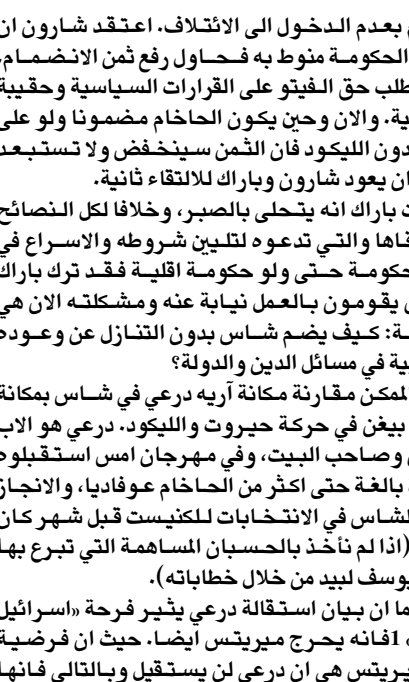 بعدم الدخول الى الائتلاف. اعتقد شارون ان
الحكومة منوط به فحاول رفع ثمن الانضمام.
طلب حق الفيتو على القرارات السياسية وحقيبة
ية. والان وحين يكون الحاخام مضمونا ولو على
دون الليكود فان الثمن سينخفض ولا تستبعد
ان يعود شارون وباراك للالتقاء ثانية.
ت باراك انه يتحلى بالصبر، وخلافا لكل النصائح
قاها والتي تدعوه لتليين شروطه والاسراع في
حكومة حتى ولو حكومة اقلية فقد ترك باراك
يقومون بالعمل نيابة عنه ومشكلته الان هي
ـة: كيف يضم شاس بدون التنازل عن وعوده
ية في مسائل الدين والدولة؟
لممكن مقارنة مكانة آريه درعي في شاس بمكانة
بيغن في حركة حيروت والليكود. درعي هو الاب
وصاحب البيت، وفي مهرجان امس استقبلوه
بالغة حتى اكثر من الحاخام عوفاديا، والانجاز
لشاس في الانتخابات للكنيست قبل شهر كان
(اذا لم نأخذ بالحسبان المساهمة التي تبرع بها
يوسف لبيد من خلال خطاباته).
ما ان بيان استقالة درعي يثير فرحة «اسرائيل
1فانه يحرج ميريتس ايضا. حيث ان فرضية
يريتس هي ان درعي لن يستقيل وبالتالي فانها